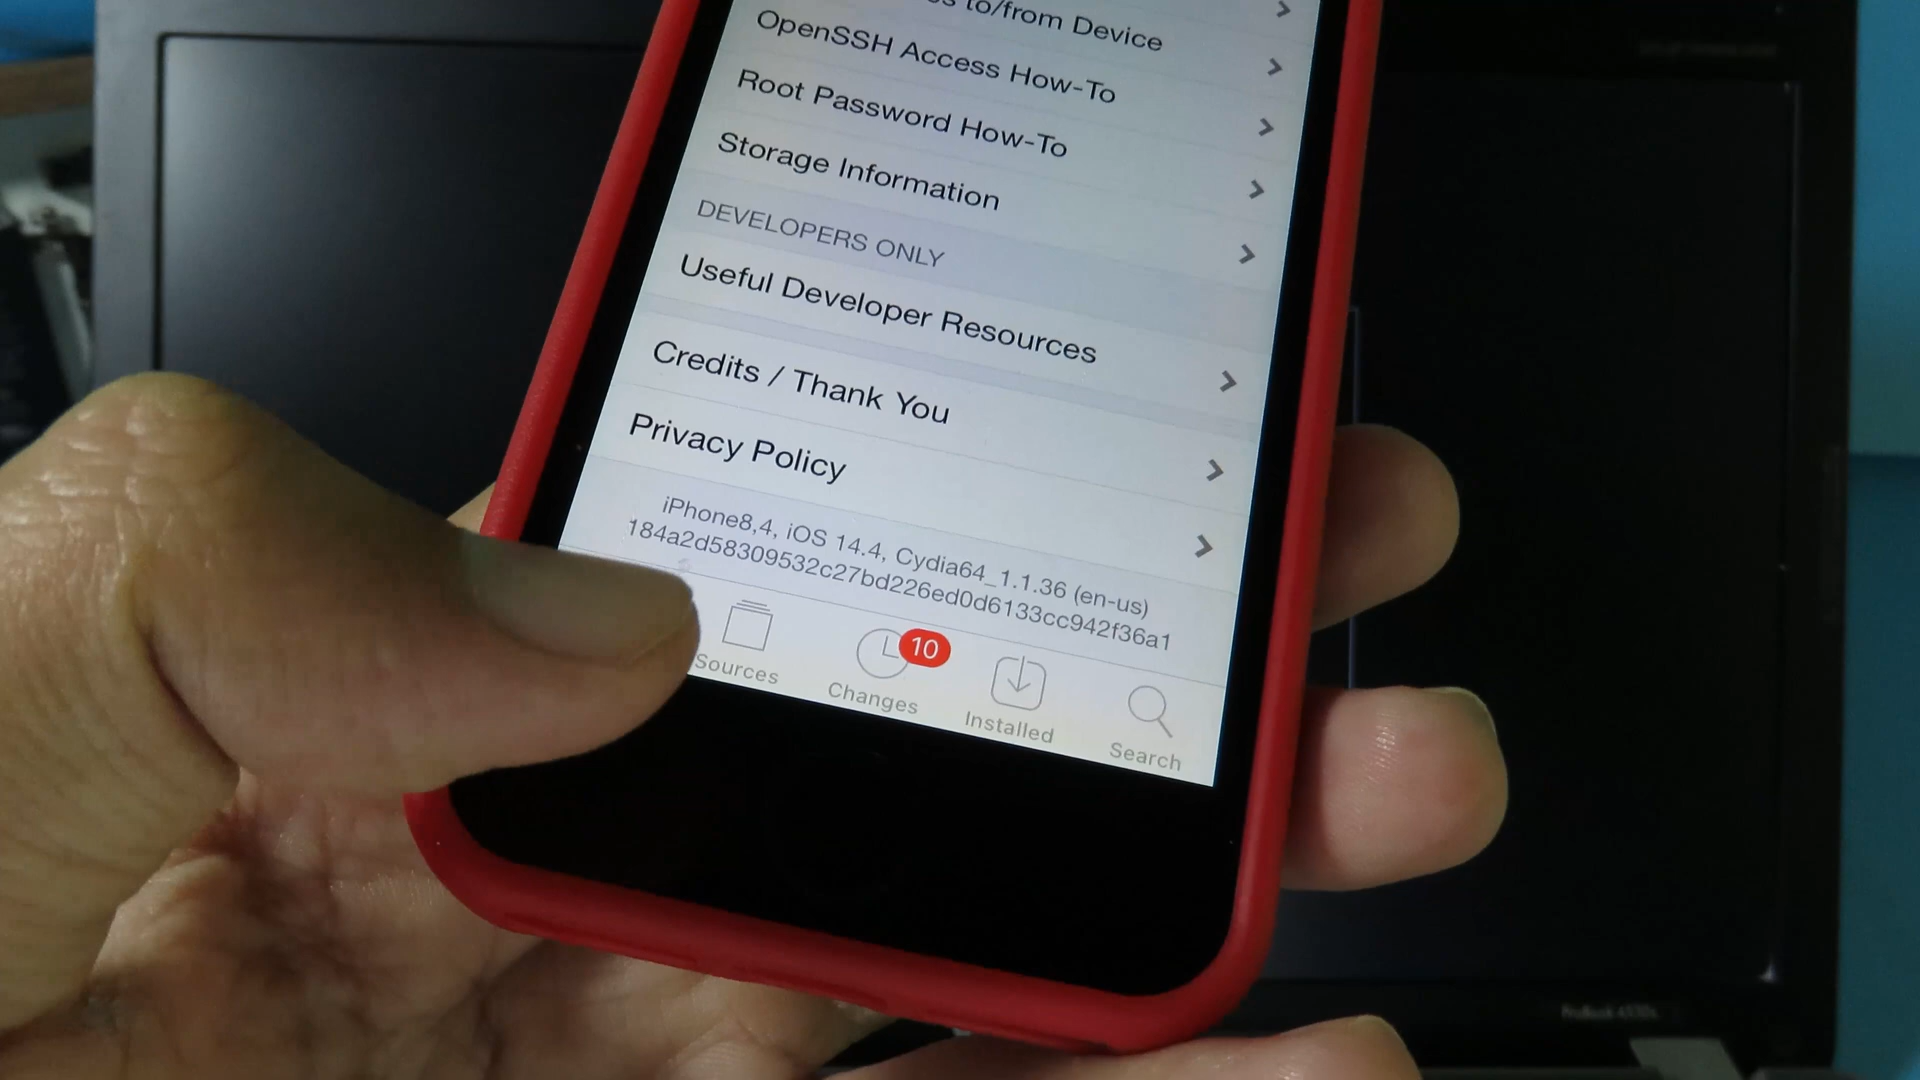 to/from Device
OpenSSH Access How-To
Root Password How-To
Storage Information
DEVELOPERS ONLY
Useful Developer Resources
Credits / Thank You
Privacy Policy
iPhone8,4, iOS 14.4, Cydia64_1.1.36 (en-us)
184a2d58309532c27bd226ed0d6133cc942f36a1
Sources
Changes
10
Installed
Search